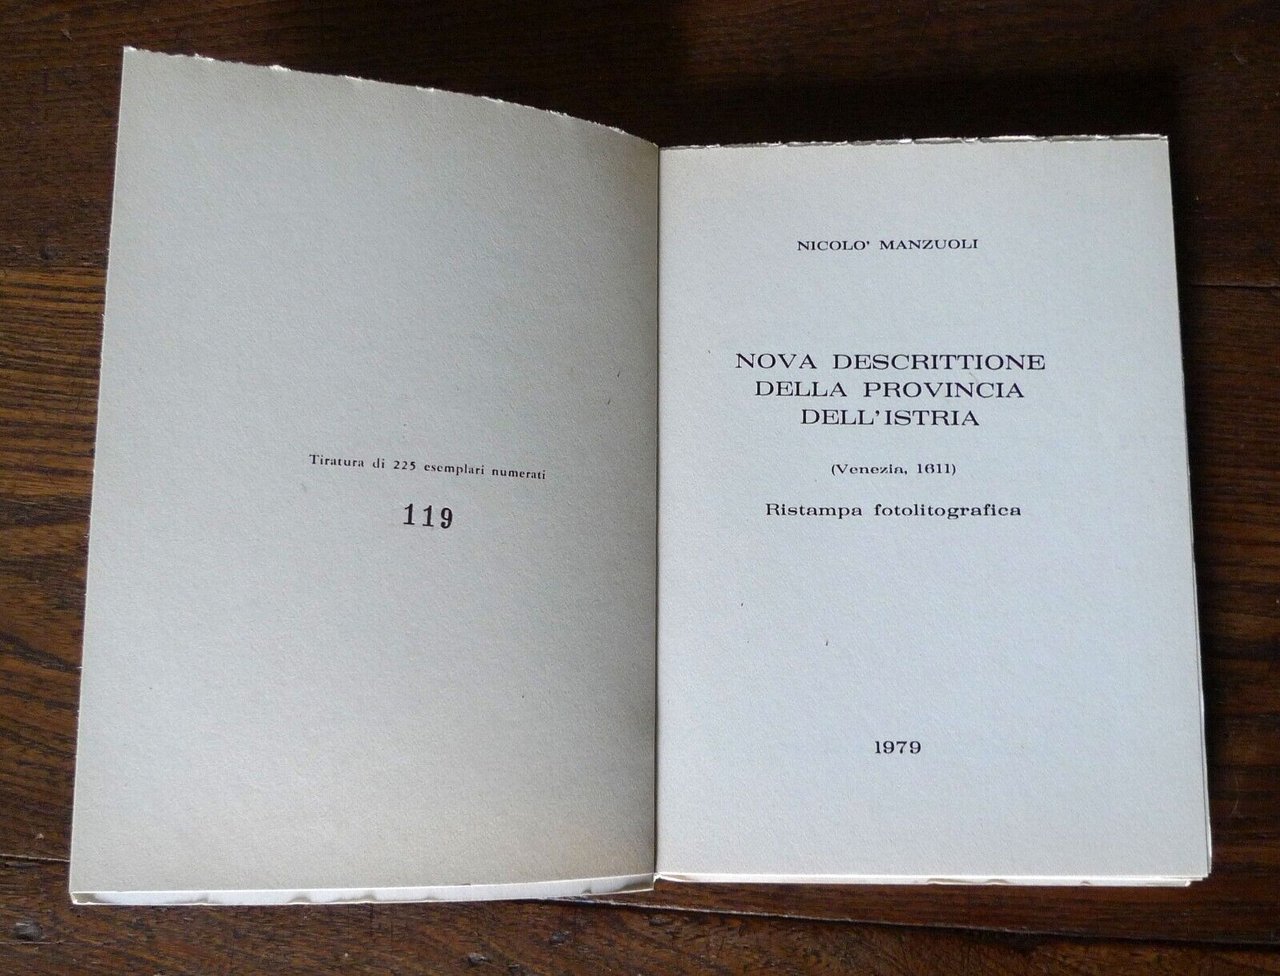 Tiratura di 225 esemplari numerati
119
NICOLO' MANZUOLI
NOVA DESCRITTIONE
DELLA PROVINCIA
DELL'ISTRIA
(Venezia, 1611)
Ristampa fotolitografica
1979